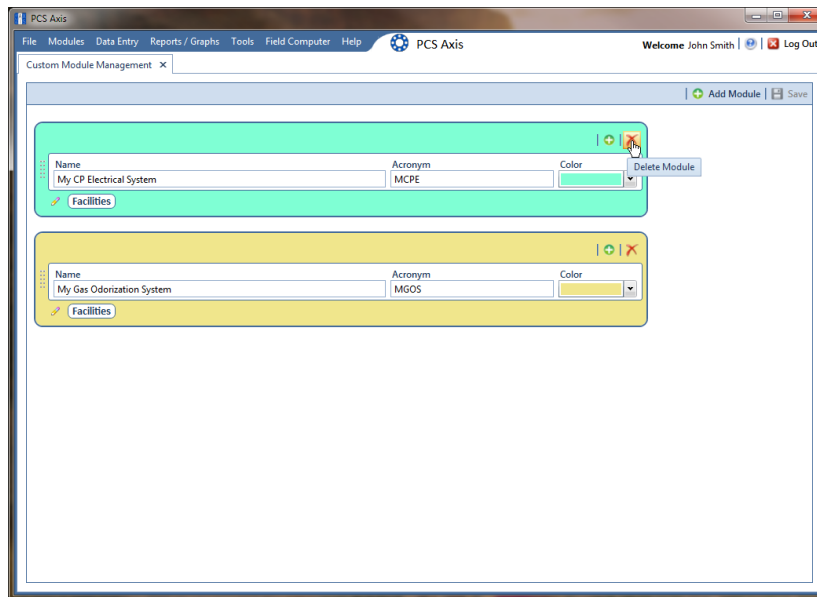 PCS Axis
File Modules Data Entry Reports / Graphs Tools Field Computer Help PCS Axis Welcome John Smith Log Out
Custom Module Management
Add Module Save
Name Acronym Color
Delete Module
My CP Electrical System MCPE
Facilities
Name Acronym Color
My Gas Odorization System MGOS
Facilities